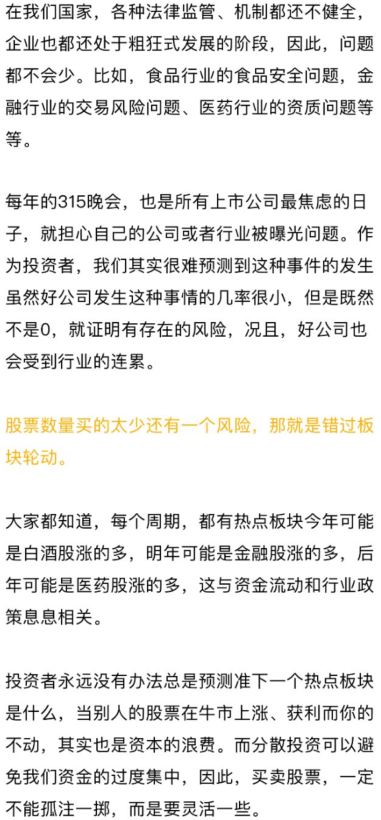 在我们国家，各种法律监管、机制都还不健全，
企业也都还处于粗狂式发展的阶段，因此，问题
都不会少。比如，食品行业的食品安全问题，金
融行业的交易风险问题、医药行业的资质问题等
等。
每年的315晚会，也是所有上市公司最焦虑的日
子，就担心自己的公司或者行业被曝光问题。作
为投资者，我们其实很难预测到这种事件的发生
虽然好公司发生这种事情的几率很小，但是既然
不是0，就证明有存在的风险，况且，好公司也
会受到行业的连累。
股票数量买的太少还有一个风险，那就是错过板
块轮动。
大家都知道，每个周期，都有热点板块今年可能
是白酒股涨的多，明年可能是金融股涨的多，后
年可能是医药股涨的多，这与资金流动和行业政
策息息相关。
投资者永远没有办法总是预测准下一个热点板块
是什么，当别人的股票在牛市上涨、获利而你的
不动，其实也是资本的浪费。而分散投资可以避
免我们资金的过度集中，因此，买卖股票，一定
不能孤注一掷，而是要灵活一些。